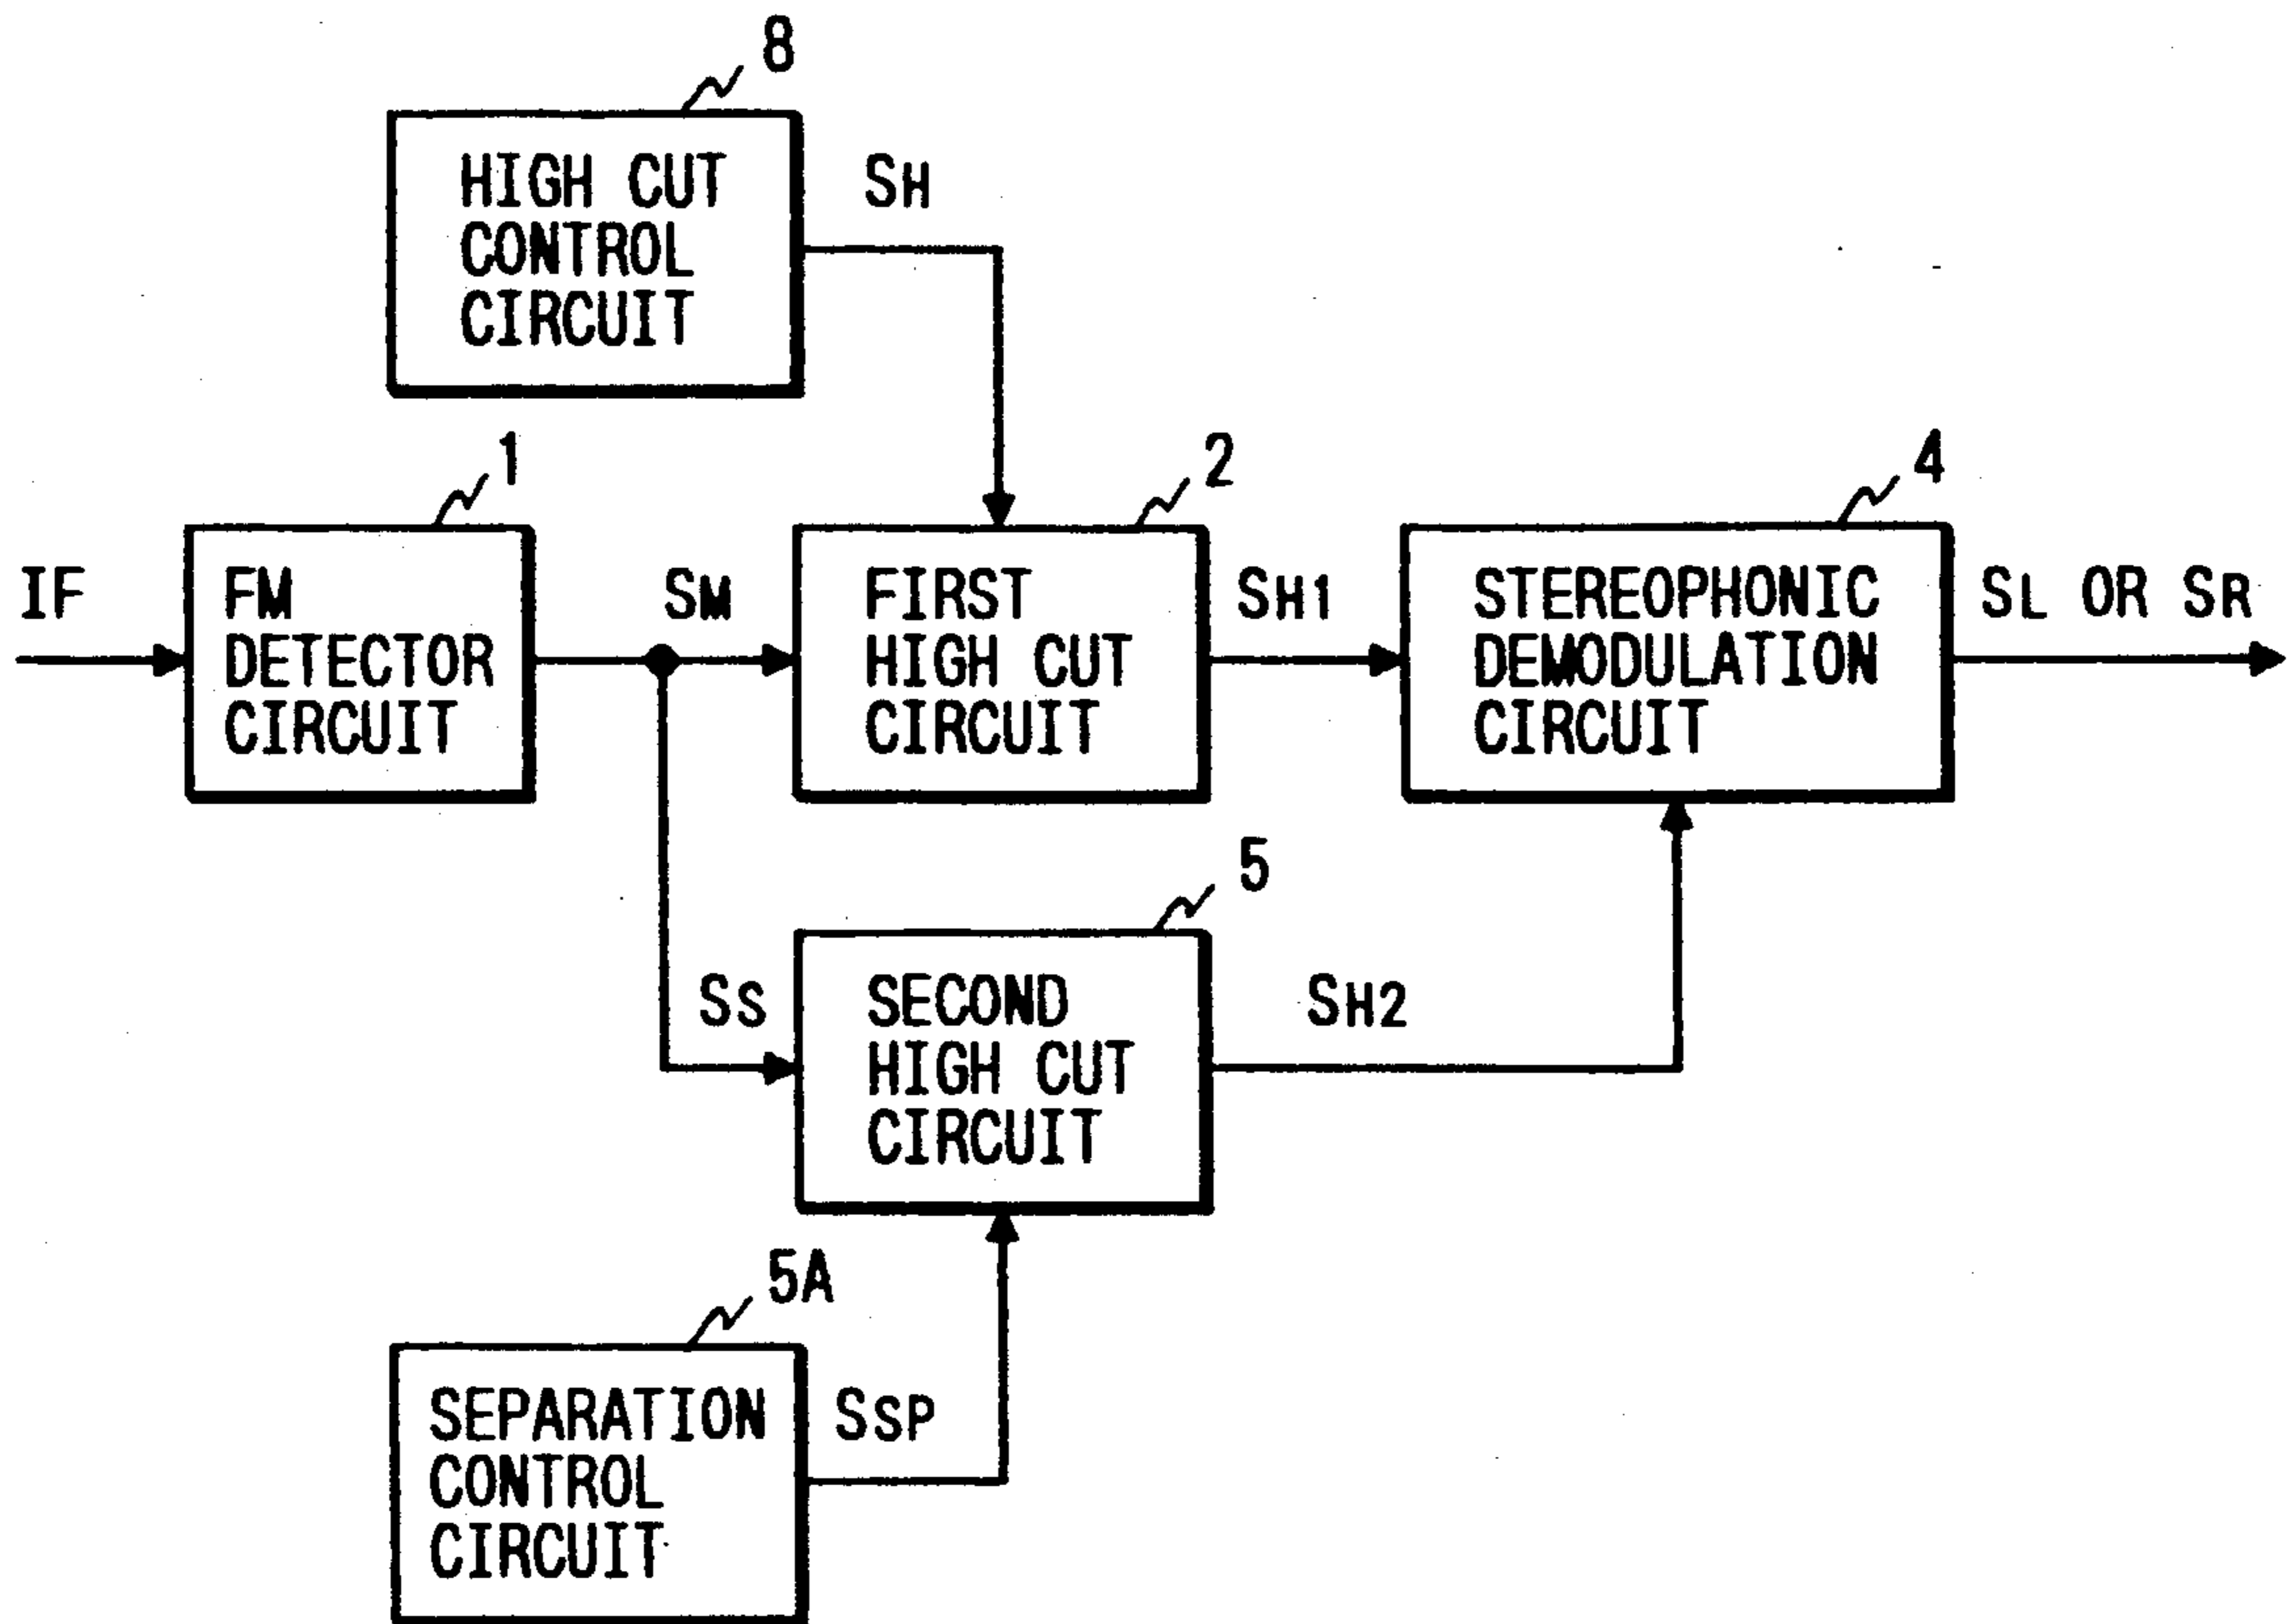 8
HIGH CUT
CONTROL
CIRCUIT
SH
1
2
4
IF
FM
DETECTOR
CIRCUIT
SM
FIRST
HIGH CUT
CIRCUIT
SH1
STEREOPHONIC
DEMODULATION
CIRCUIT
SL OR SR
5
SS
SECOND
HIGH CUT
CIRCUIT
SH2
5A
SEPARATION
CONTROL
CIRCUIT
SSP